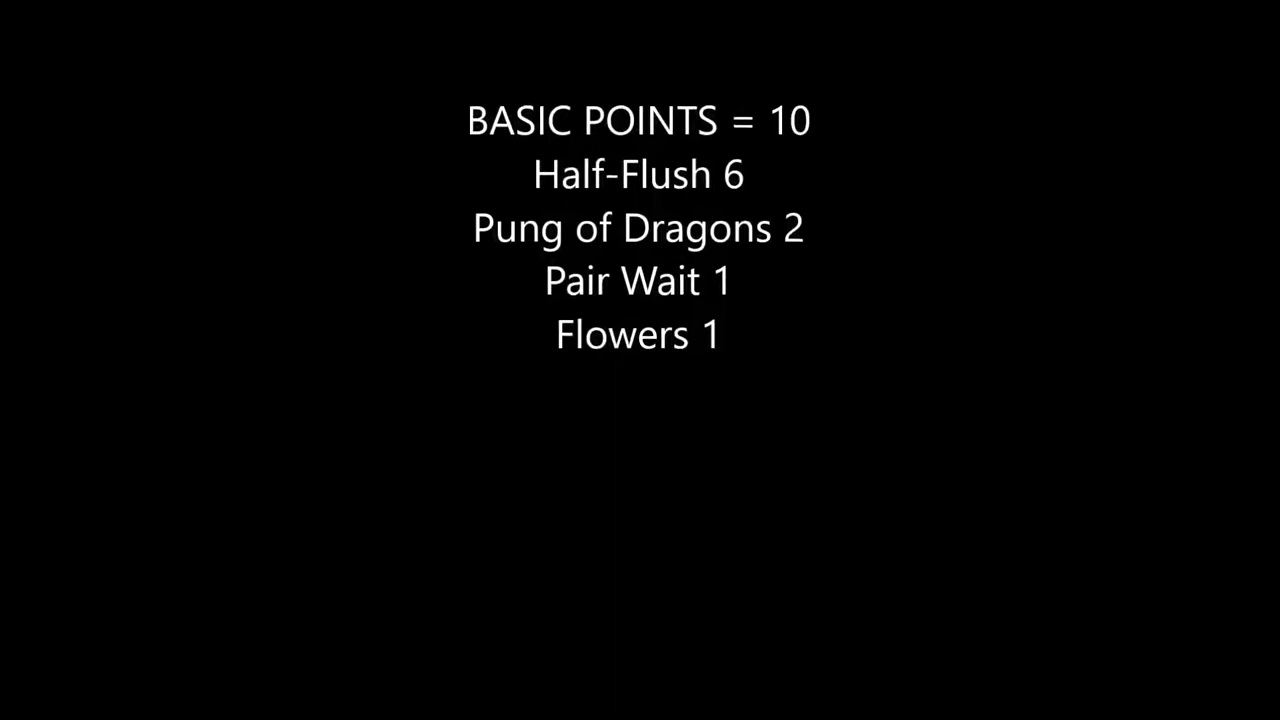 BASIC POINTS = 10
Half-Flush 6
Pung of Dragons 2
Pair Wait 1
Flowers 1